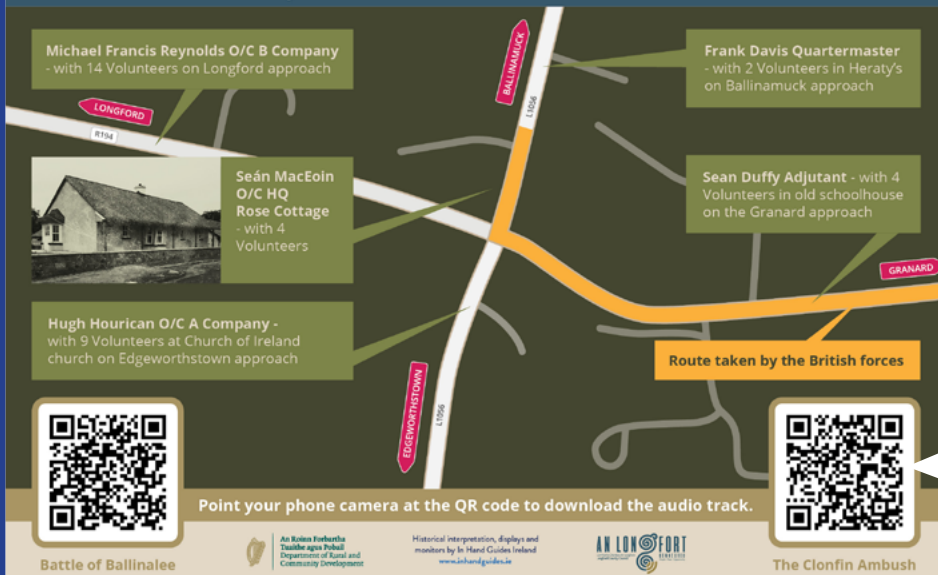 Michael Francis Reynolds O/C B Company
- with 14 Volunteers on Longford approach
LONGFORD
R194
BALLINAMUCK
L1056
Frank Davis Quartermaster
- with 2 Volunteers in Heraty's
on Ballinamuck approach
Seán MacEoin
O/C HQ
Rose Cottage
- with 4
Volunteers
Sean Duffy Adjutant - with 4
Volunteers in old schoolhouse
on the Granard approach
GRANARD
Hugh Hourican O/C A Company -
with 9 Volunteers at Church of Ireland
church on Edgeworthstown approach
Route taken by the British forces
EDGEWORTHSTOWN
L1056
Point your phone camera at the QR code to download the audio track.
Battle of Ballinalee
An Roinn Forbartha
Tuaithe agus Pobail
Department of Rural and
Community Development
Historical interpretation, displays and
monitors by In Hand Guides Ireland
www.inhandguides.ie
AN LONGFORT
The Clonfin Ambush